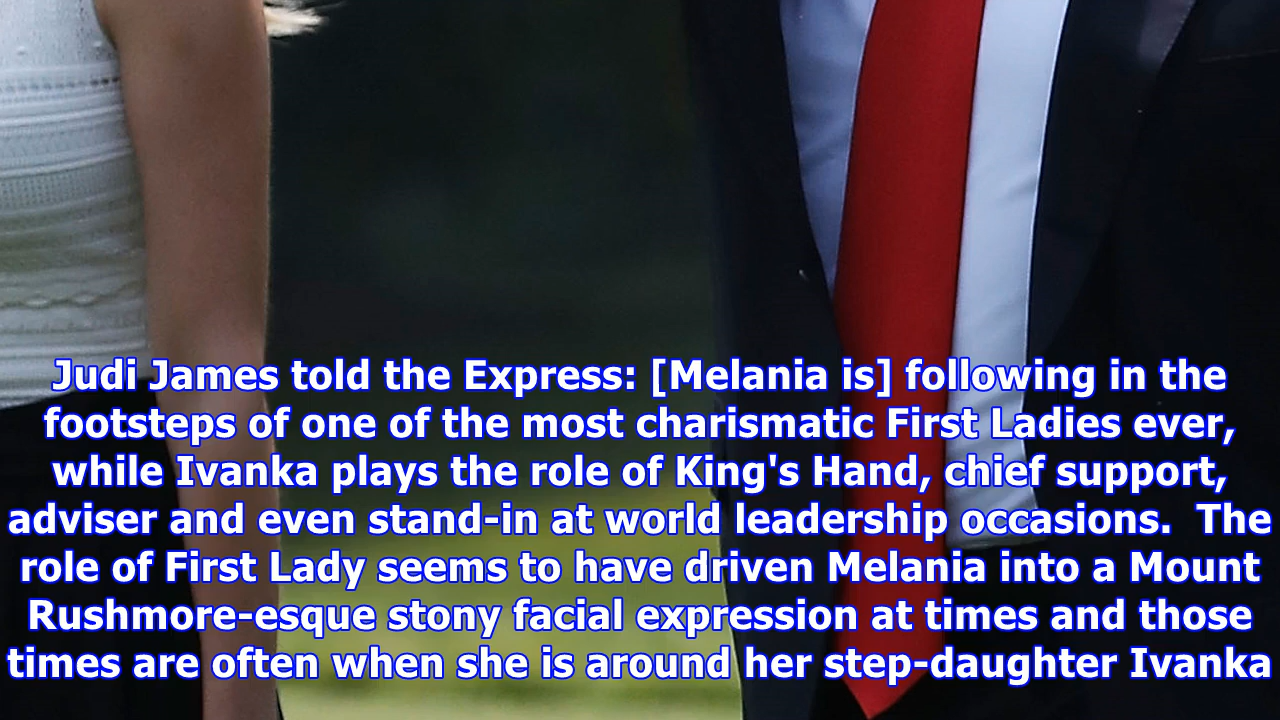 Judi James told the Express: [Melania is] following in the
footsteps of one of the most charismatic First Ladies ever,
while Ivanka plays the role of King's Hand, chief support,
adviser and even stand-in at world leadership occasions.  The
role of First Lady seems to have driven Melania into a Mount
Rushmore-esque stony facial expression at times and those
times are often when she is around her step-daughter Ivanka